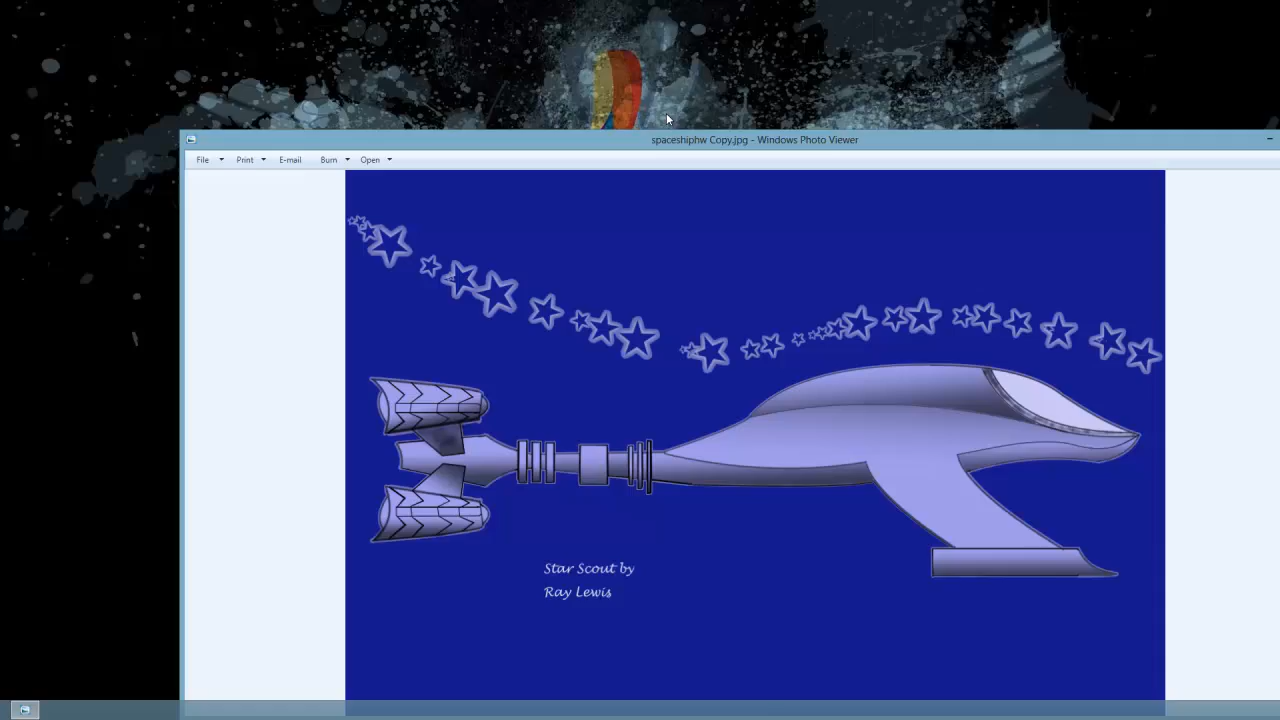 spaceshiphw Copy.jpg - Windows Photo Viewer
File Print E-mail Burn Open
Star Scout by
Ray Lewis